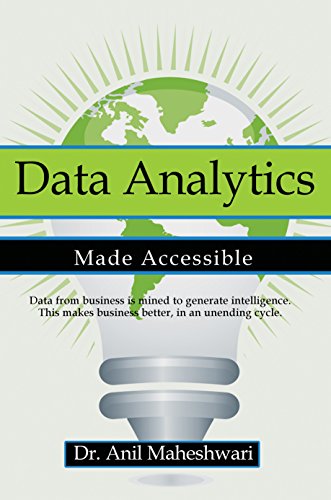 Data Analytics
Made Accessible
Data from business is mined to generate intelligence.
This makes business better, in an unending cycle.
Dr. Anil Maheshwari